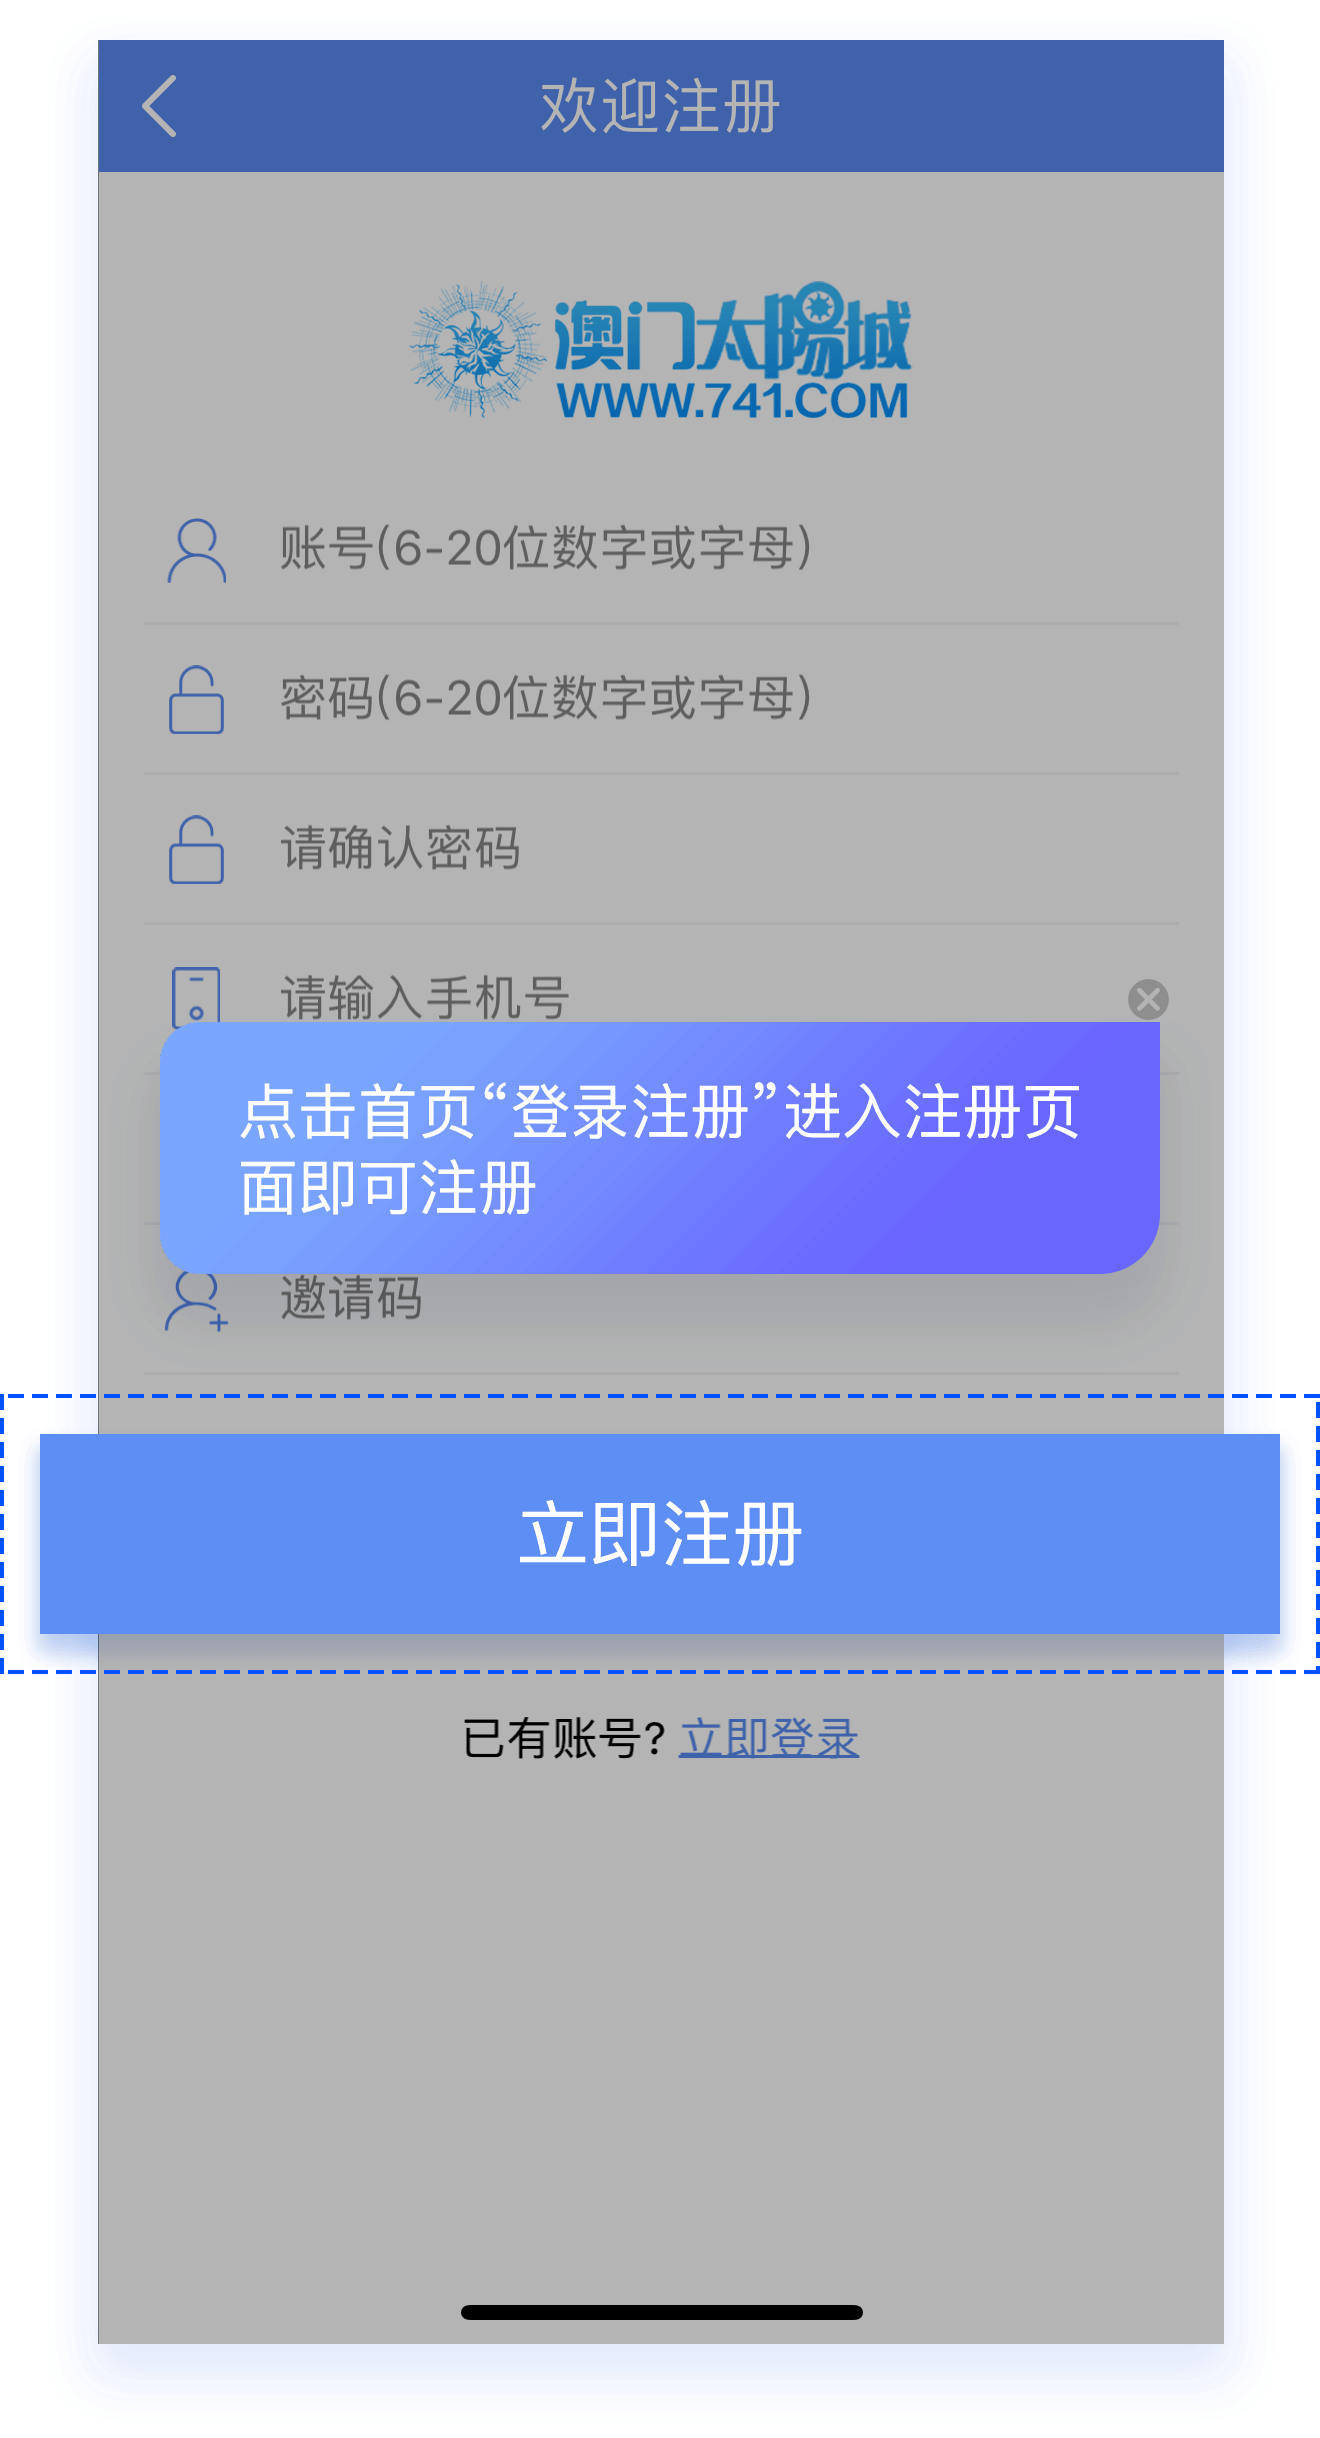 欢迎注册
澳门太陽城
WWW.741.COM
账号(6-20位数字或字母)
密码(6-20位数字或字母)
请确认密码
请输入手机号
点击首页“登录注册”进入注册页
面即可注册
邀请码
立即注册
已有账号? 立即登录